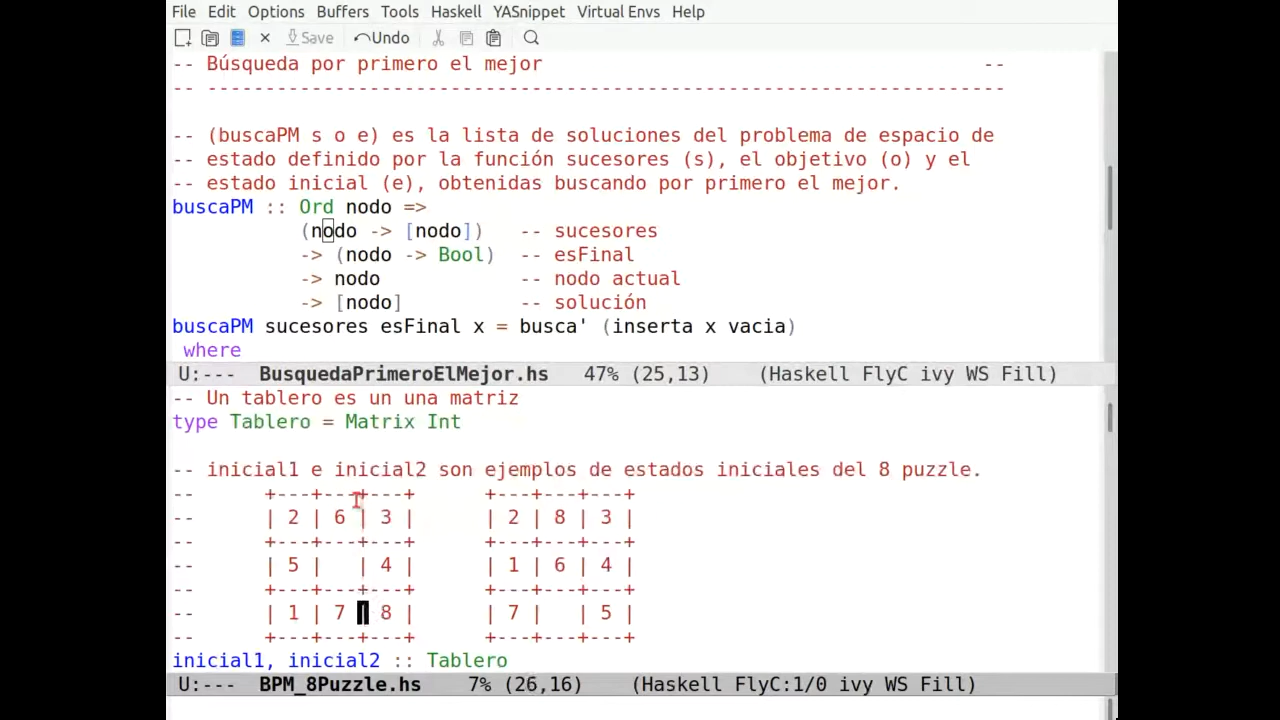 File Edit Options Buffers Tools Haskell YASnippet Virtual Envs Help
Save Undo
-- Búsqueda por primero el mejor --
-- ---------------------------------------------------------------------
-- (buscaPM s o e) es la lista de soluciones del problema de espacio de
-- estado definido por la función sucesores (s), el objetivo (o) y el
-- estado inicial (e), obtenidas buscando por primero el mejor.
buscaPM :: Ord nodo =>
(nodo -> [nodo]) -- sucesores
-> (nodo -> Bool) -- esFinal
-> nodo -- nodo actual
-> [nodo] -- solución
buscaPM sucesores esFinal x = busca' (inserta x vacia)
where
U:--- BusquedaPrimeroElMejor.hs 47% (25,13) (Haskell FlyC ivy WS Fill)
-- Un tablero es un una matriz
type Tablero = Matrix Int
-- inicial1 e inicial2 son ejemplos de estados iniciales del 8 puzzle.
-- +---+---+---+ +---+---+---+
-- | 2 | 6 | 3 | | 2 | 8 | 3 |
-- +---+---+---+ +---+---+---+
-- | 5 | | 4 | | 1 | 6 | 4 |
-- +---+---+---+ +---+---+---+
-- | 1 | 7 | 8 | | 7 | | 5 |
-- +---+---+---+ +---+---+---+
inicial1, inicial2 :: Tablero
U:--- BPM_8Puzzle.hs 7% (26,16) (Haskell FlyC:1/0 ivy WS Fill)